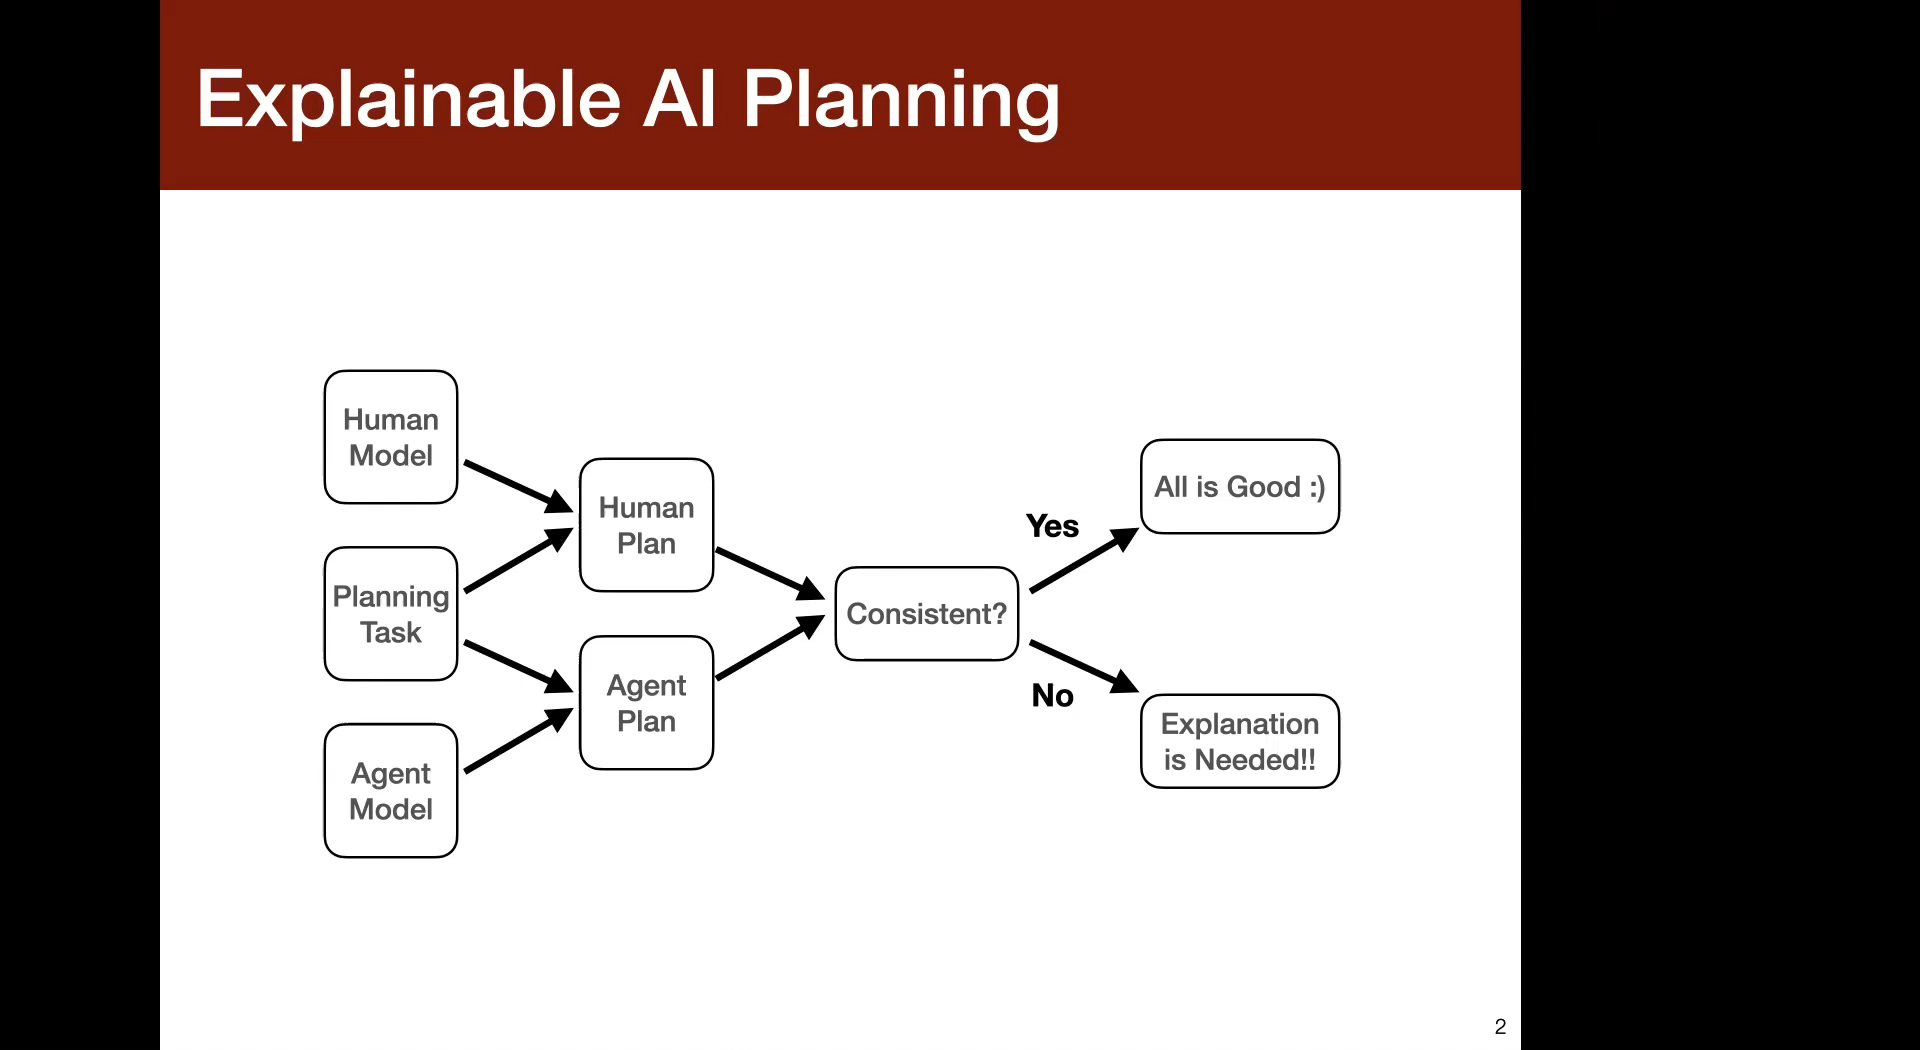 Explainable AI Planning
Human
Model
Planning
Task
Agent
Model
Human
Plan
Agent
Plan
Consistent?
Yes
No
All is Good :)
Explanation
is Needed!!
2